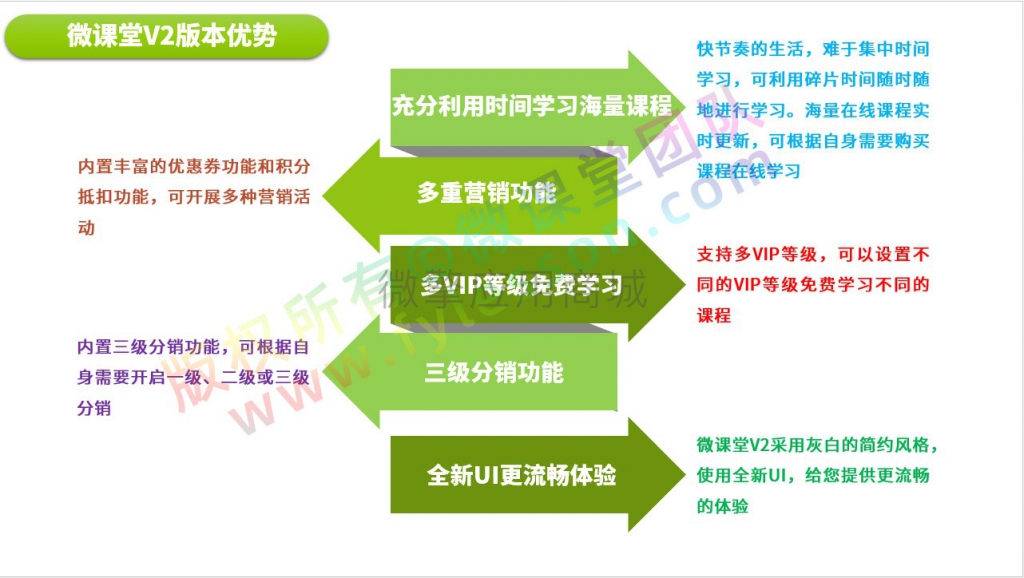 微课堂V2版本优势
充分利用时间学习海量课程
快节奏的生活，难于集中时间
学习，可利用碎片时间随时随
地进行学习。海量在线课程实
时更新，可根据自身需要购买
课程在线学习
内置丰富的优惠券功能和积分
抵扣功能，可开展多种营销活
动
多重营销功能
多VIP等级免费学习
支持多VIP等级，可以设置不
同的VIP等级免费学习不同的
课程
内置三级分销功能，可根据自
身需要开启一级、二级或三级
分销
三级分销功能
全新UI更流畅体验
微课堂V2采用灰白的简约风格，
使用全新UI，给您提供更流畅
的体验
版权所有@微课堂团队
微擎应用商城